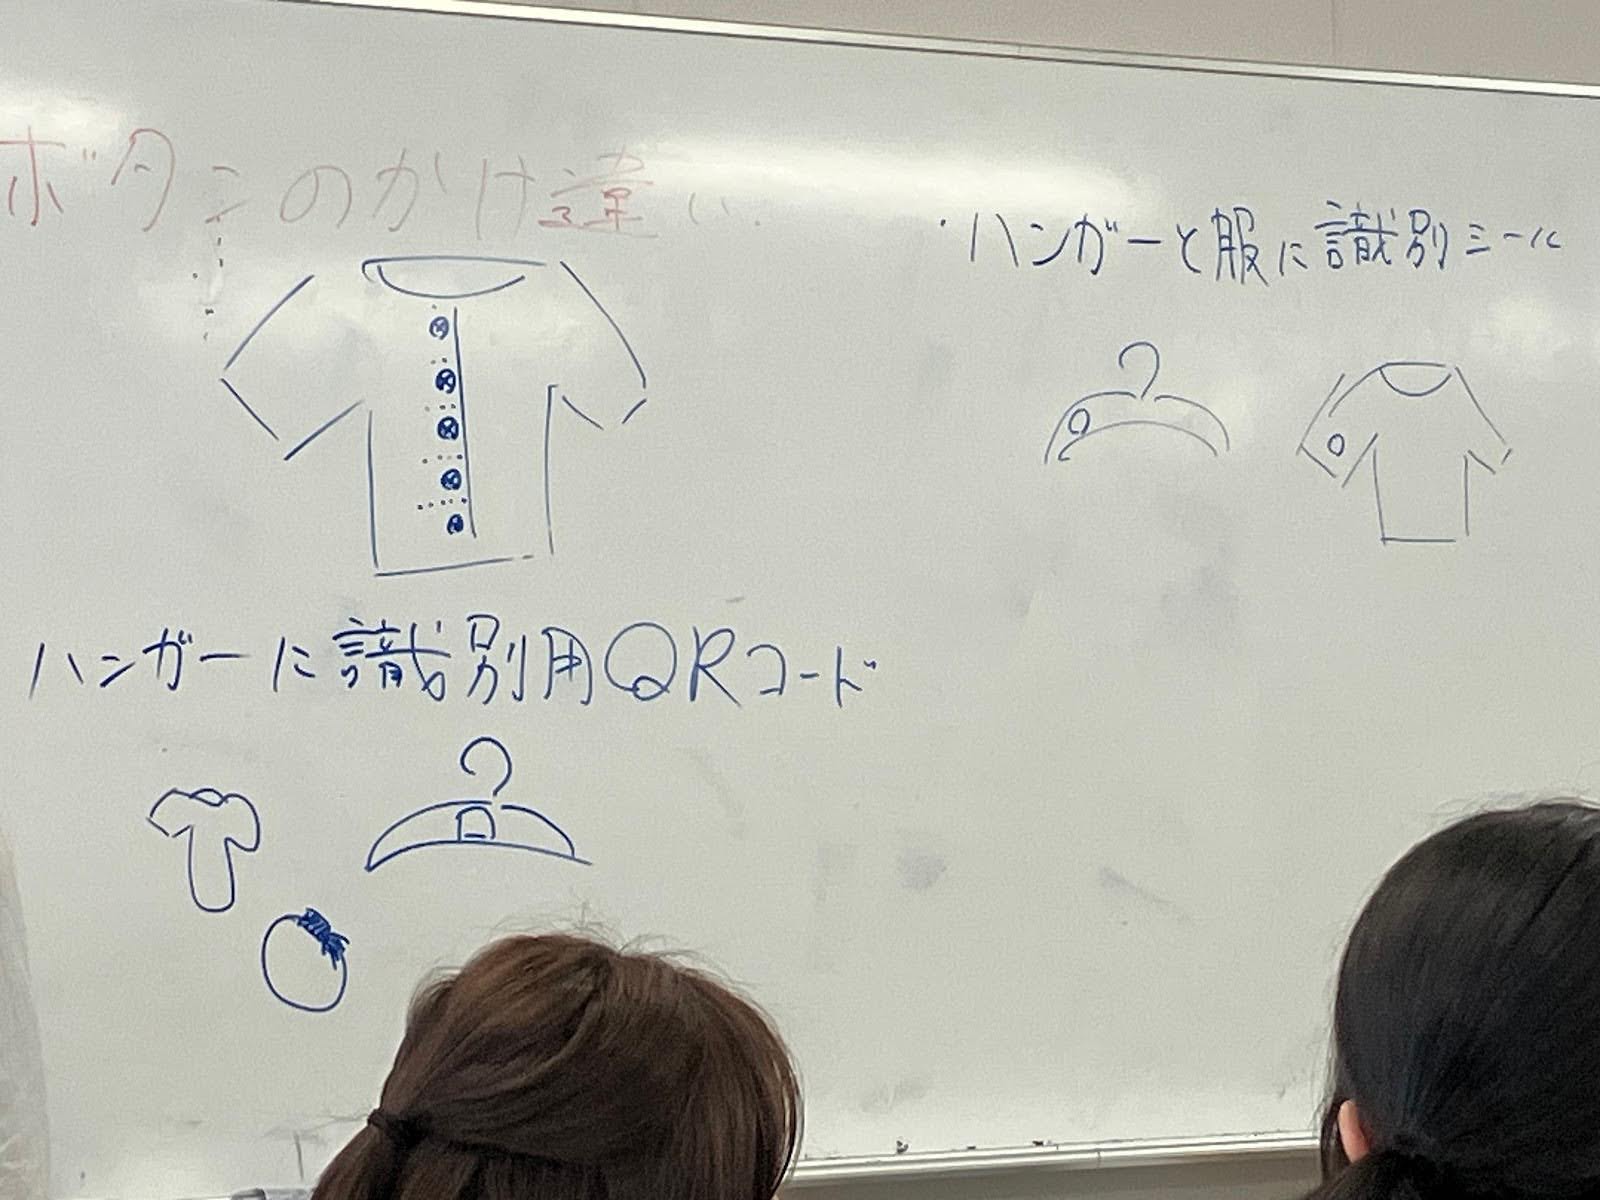 ボタンのかけ違い
・ハンガーと服に識別シール
ハンガーに識別用QRコード